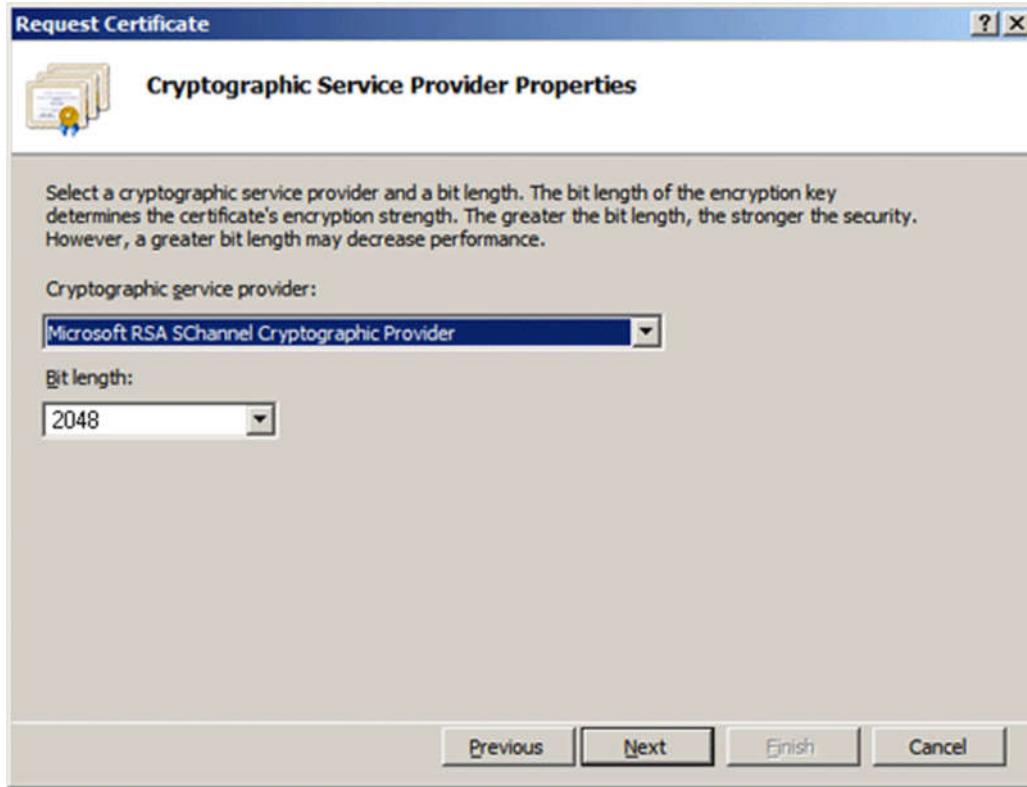 Request Certificate
Cryptographic Service Provider Properties
Select a cryptographic service provider and a bit length. The bit length of the encryption key
determines the certificate's encryption strength. The greater the bit length, the stronger the security.
However, a greater bit length may decrease performance.
Cryptographic service provider:
Microsoft RSA SChannel Cryptographic Provider
Bit length:
2048
Previous Next Finish Cancel